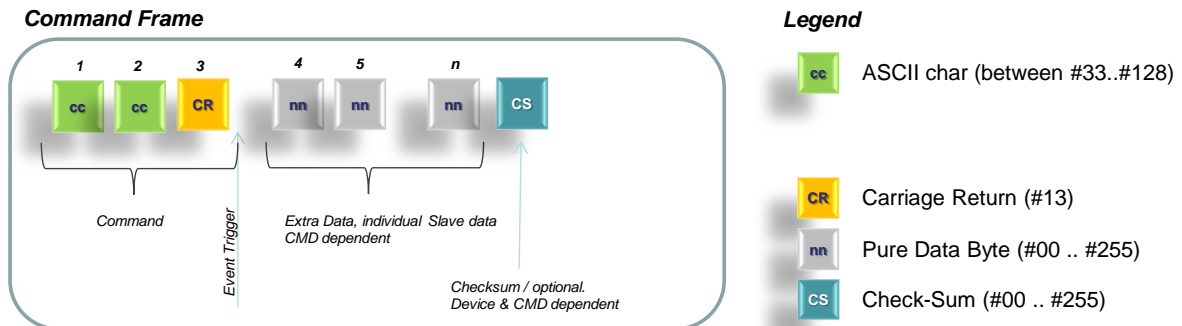 Command Frame
1 2 3 4 5 n
cc cc CR nn nn nn CS
Command
Event Trigger
Extra Data, individual Slave data
CMD dependent
Checksum / optional.
Device & CMD dependent
Legend
cc ASCII char (between #33..#128)
CR Carriage Return (#13)
nn Pure Data Byte (#00 .. #255)
CS Check-Sum (#00 .. #255)